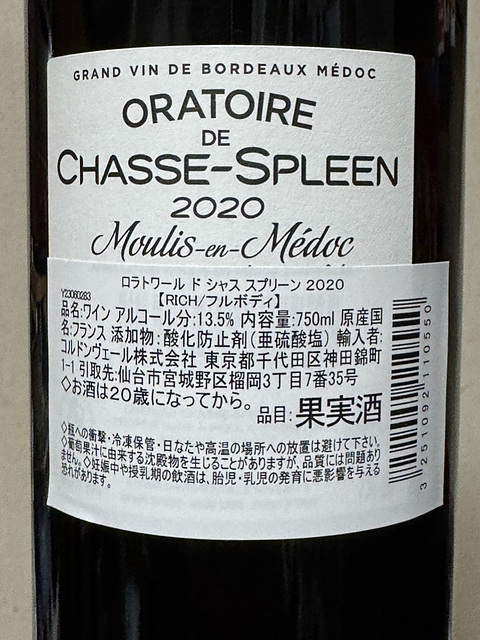 GRAND VIN DE BORDEAUX MÉDOC
ORATOIRE
DE
CHASSE-SPLEEN
2020
Moulis-en-Médoc
ロラトワール ド シャス スプリーン 2020
Y23060283
【RICH/フルボディ】
品名:ワイン アルコール分:13.5% 内容量:750ml 原産国
名:フランス 添加物:酸化防止剤(亜硫酸塩) 輸入者:
コルドンヴェール株式会社 東京都千代田区神田錦町
1-1 引取先:仙台市宮城野区榴岡3丁目7番35号
◇お酒は20歳になってから。 品目:果実酒
◇瓶への衝撃・冷凍保管・日なたや高温の場所への放置は避けて下さい。
◇葡萄果汁に由来する沈殿物を生じることがありますが、品質には問題あり
ません。◇妊娠中や授乳期の飲酒は、胎児・乳児の発育に悪影響を与える
恐れがあります。
3 251092 110550